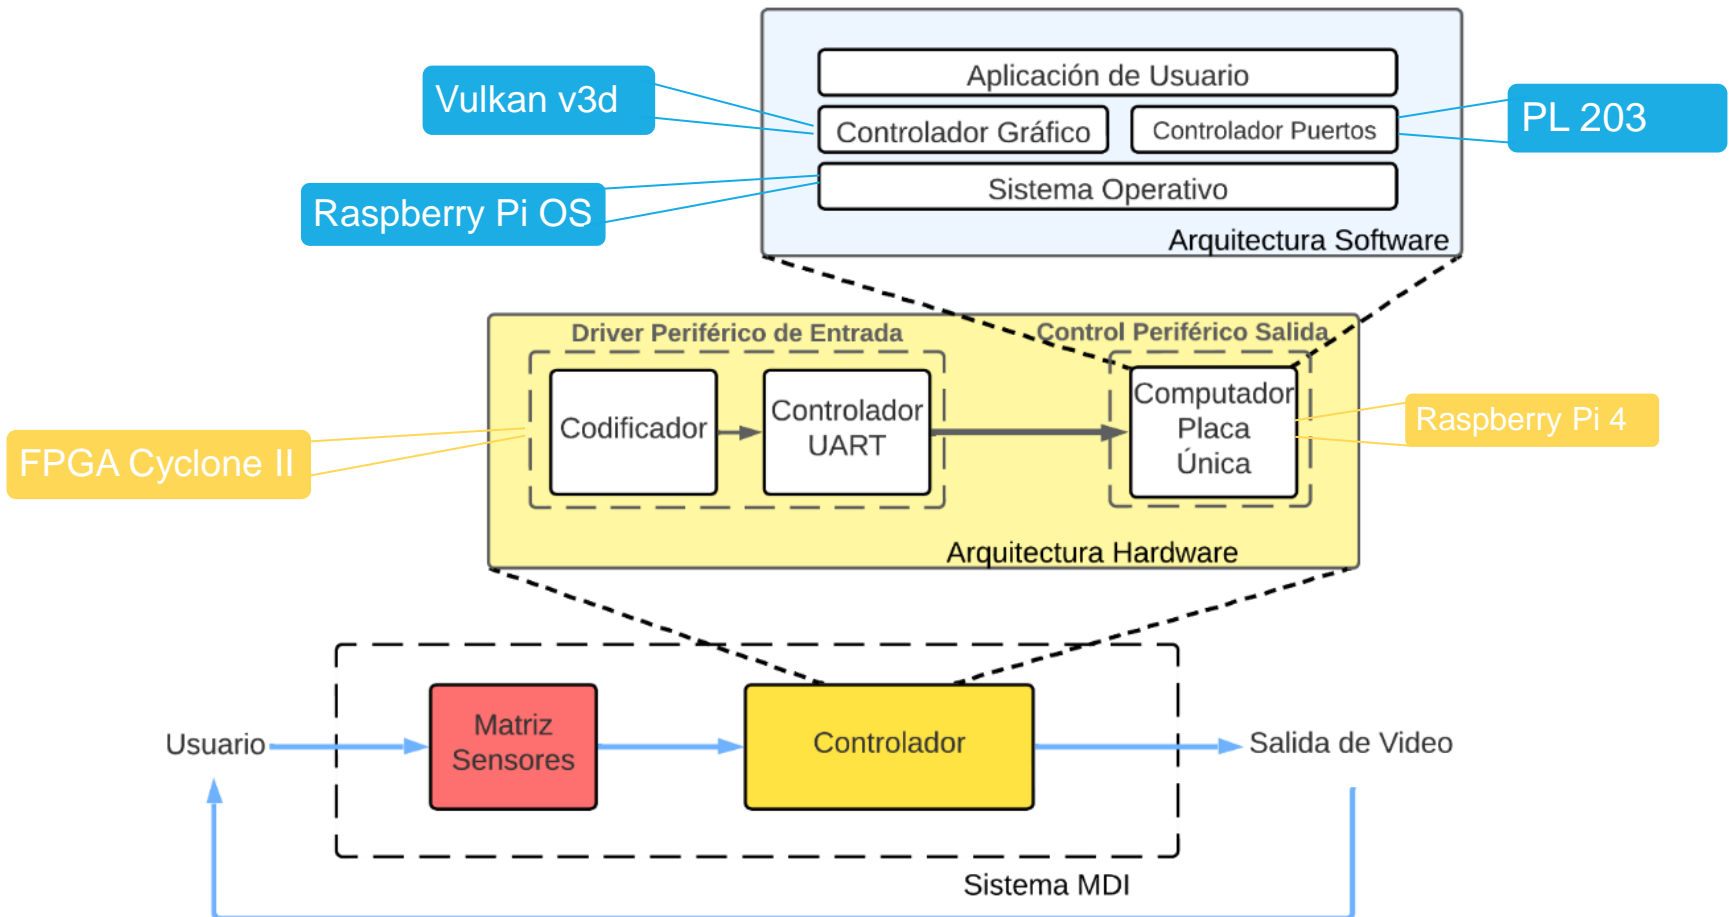 Aplicación de Usuario
Vulkan v3d
Controlador Gráfico
Controlador Puertos
PL 203
Raspberry Pi OS
Sistema Operativo
Arquitectura Software
Driver Periférico de Entrada
Control Periférico Salida
FPGA Cyclone II
Codificador
Controlador
UART
Computador
Placa
Única
Raspberry Pi 4
Arquitectura Hardware
Usuario
Matriz
Sensores
Controlador
Salida de Video
Sistema MDI